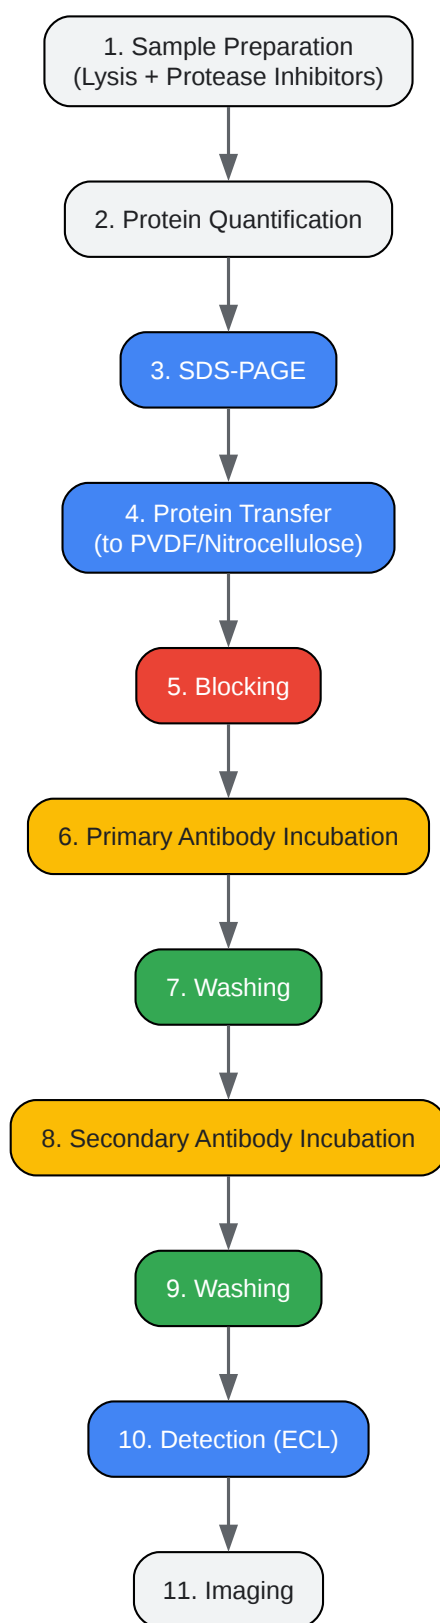 1. Sample Preparation
(Lysis + Protease Inhibitors)
2. Protein Quantification
3. SDS-PAGE
4. Protein Transfer
(to PVDF/Nitrocellulose)
5. Blocking
6. Primary Antibody Incubation
7. Washing
8. Secondary Antibody Incubation
9. Washing
10. Detection (ECL)
11. Imaging